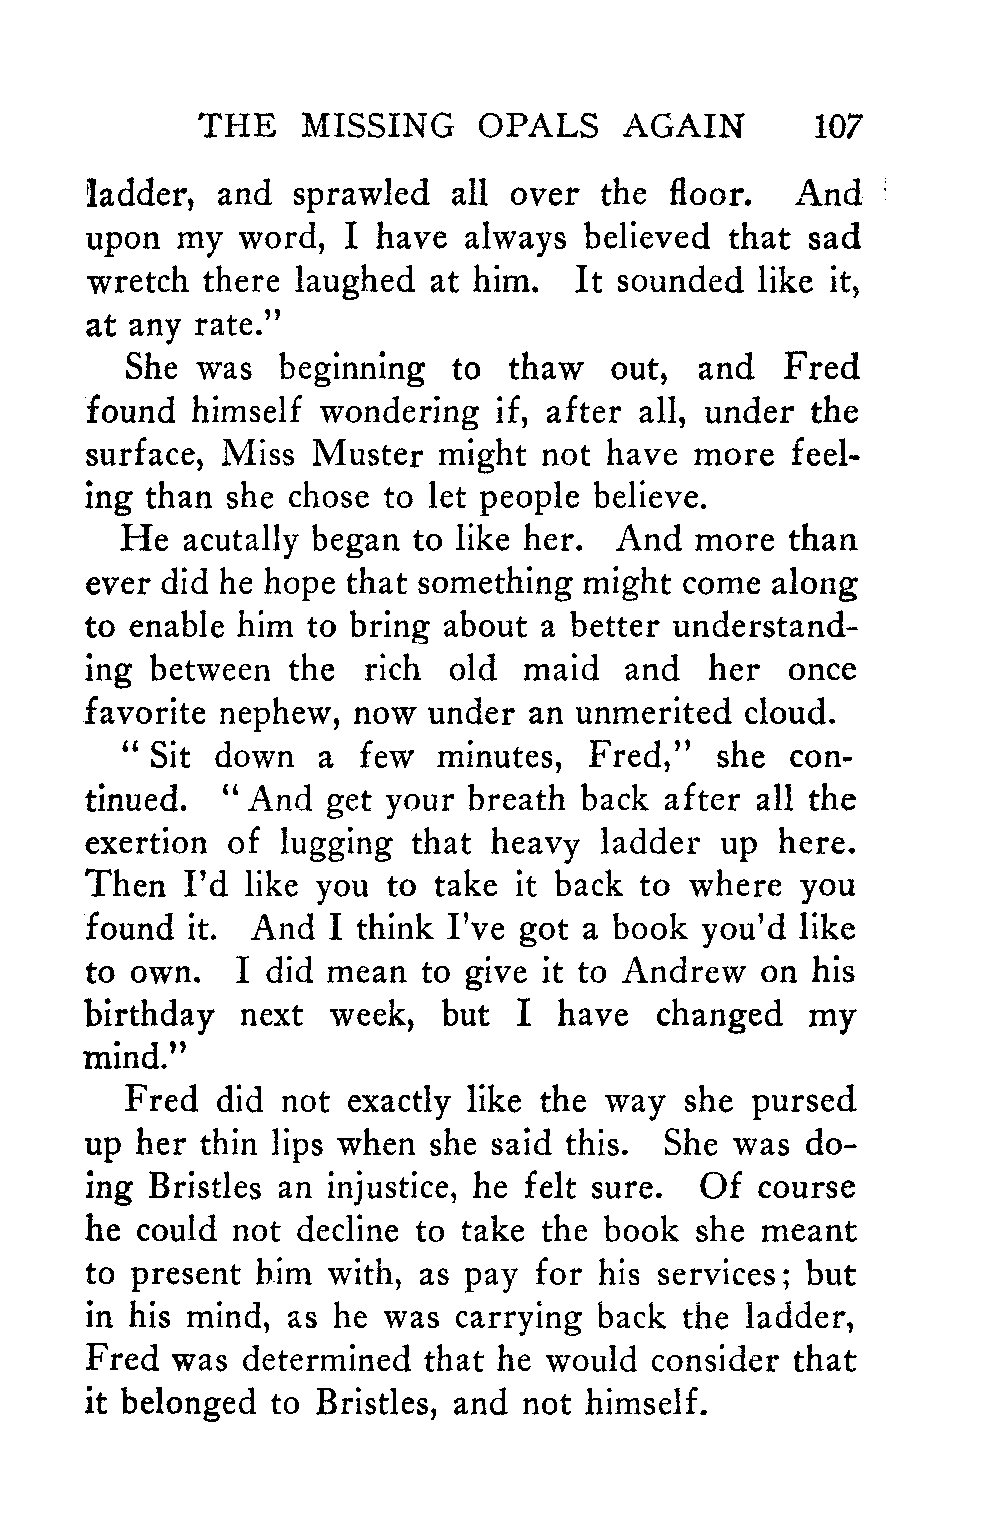 THE MISSING OPALS AGAIN 107
ladder, and sprawled all over the floor. And
upon my word, I have always believed that sad
wretch there laughed at him. It sounded like it,
at any rate."
She was beginning to thaw out, and Fred
found himself wondering if, after all, under the
surface, Miss Muster might not have more feel-
ing than she chose to let people believe.
He acutally began to like her. And more than
ever did he hope that something might come along
to enable him to bring about a better understand-
ing between the rich old maid and her once
favorite nephew, now under an unmerited cloud.
"Sit down a few minutes, Fred," she con-
tinued. "And get your breath back after all the
exertion of lugging that heavy ladder up here.
Then I'd like you to take it back to where you
found it. And I think I've got a book you'd like
to own. I did mean to give it to Andrew on his
birthday next week, but I have changed my
mind."
Fred did not exactly like the way she pursed
up her thin lips when she said this. She was do-
ing Bristles an injustice, he felt sure. Of course
he could not decline to take the book she meant
to present him with, as pay for his services; but
in his mind, as he was carrying back the ladder,
Fred was determined that he would consider that
it belonged to Bristles, and not himself.